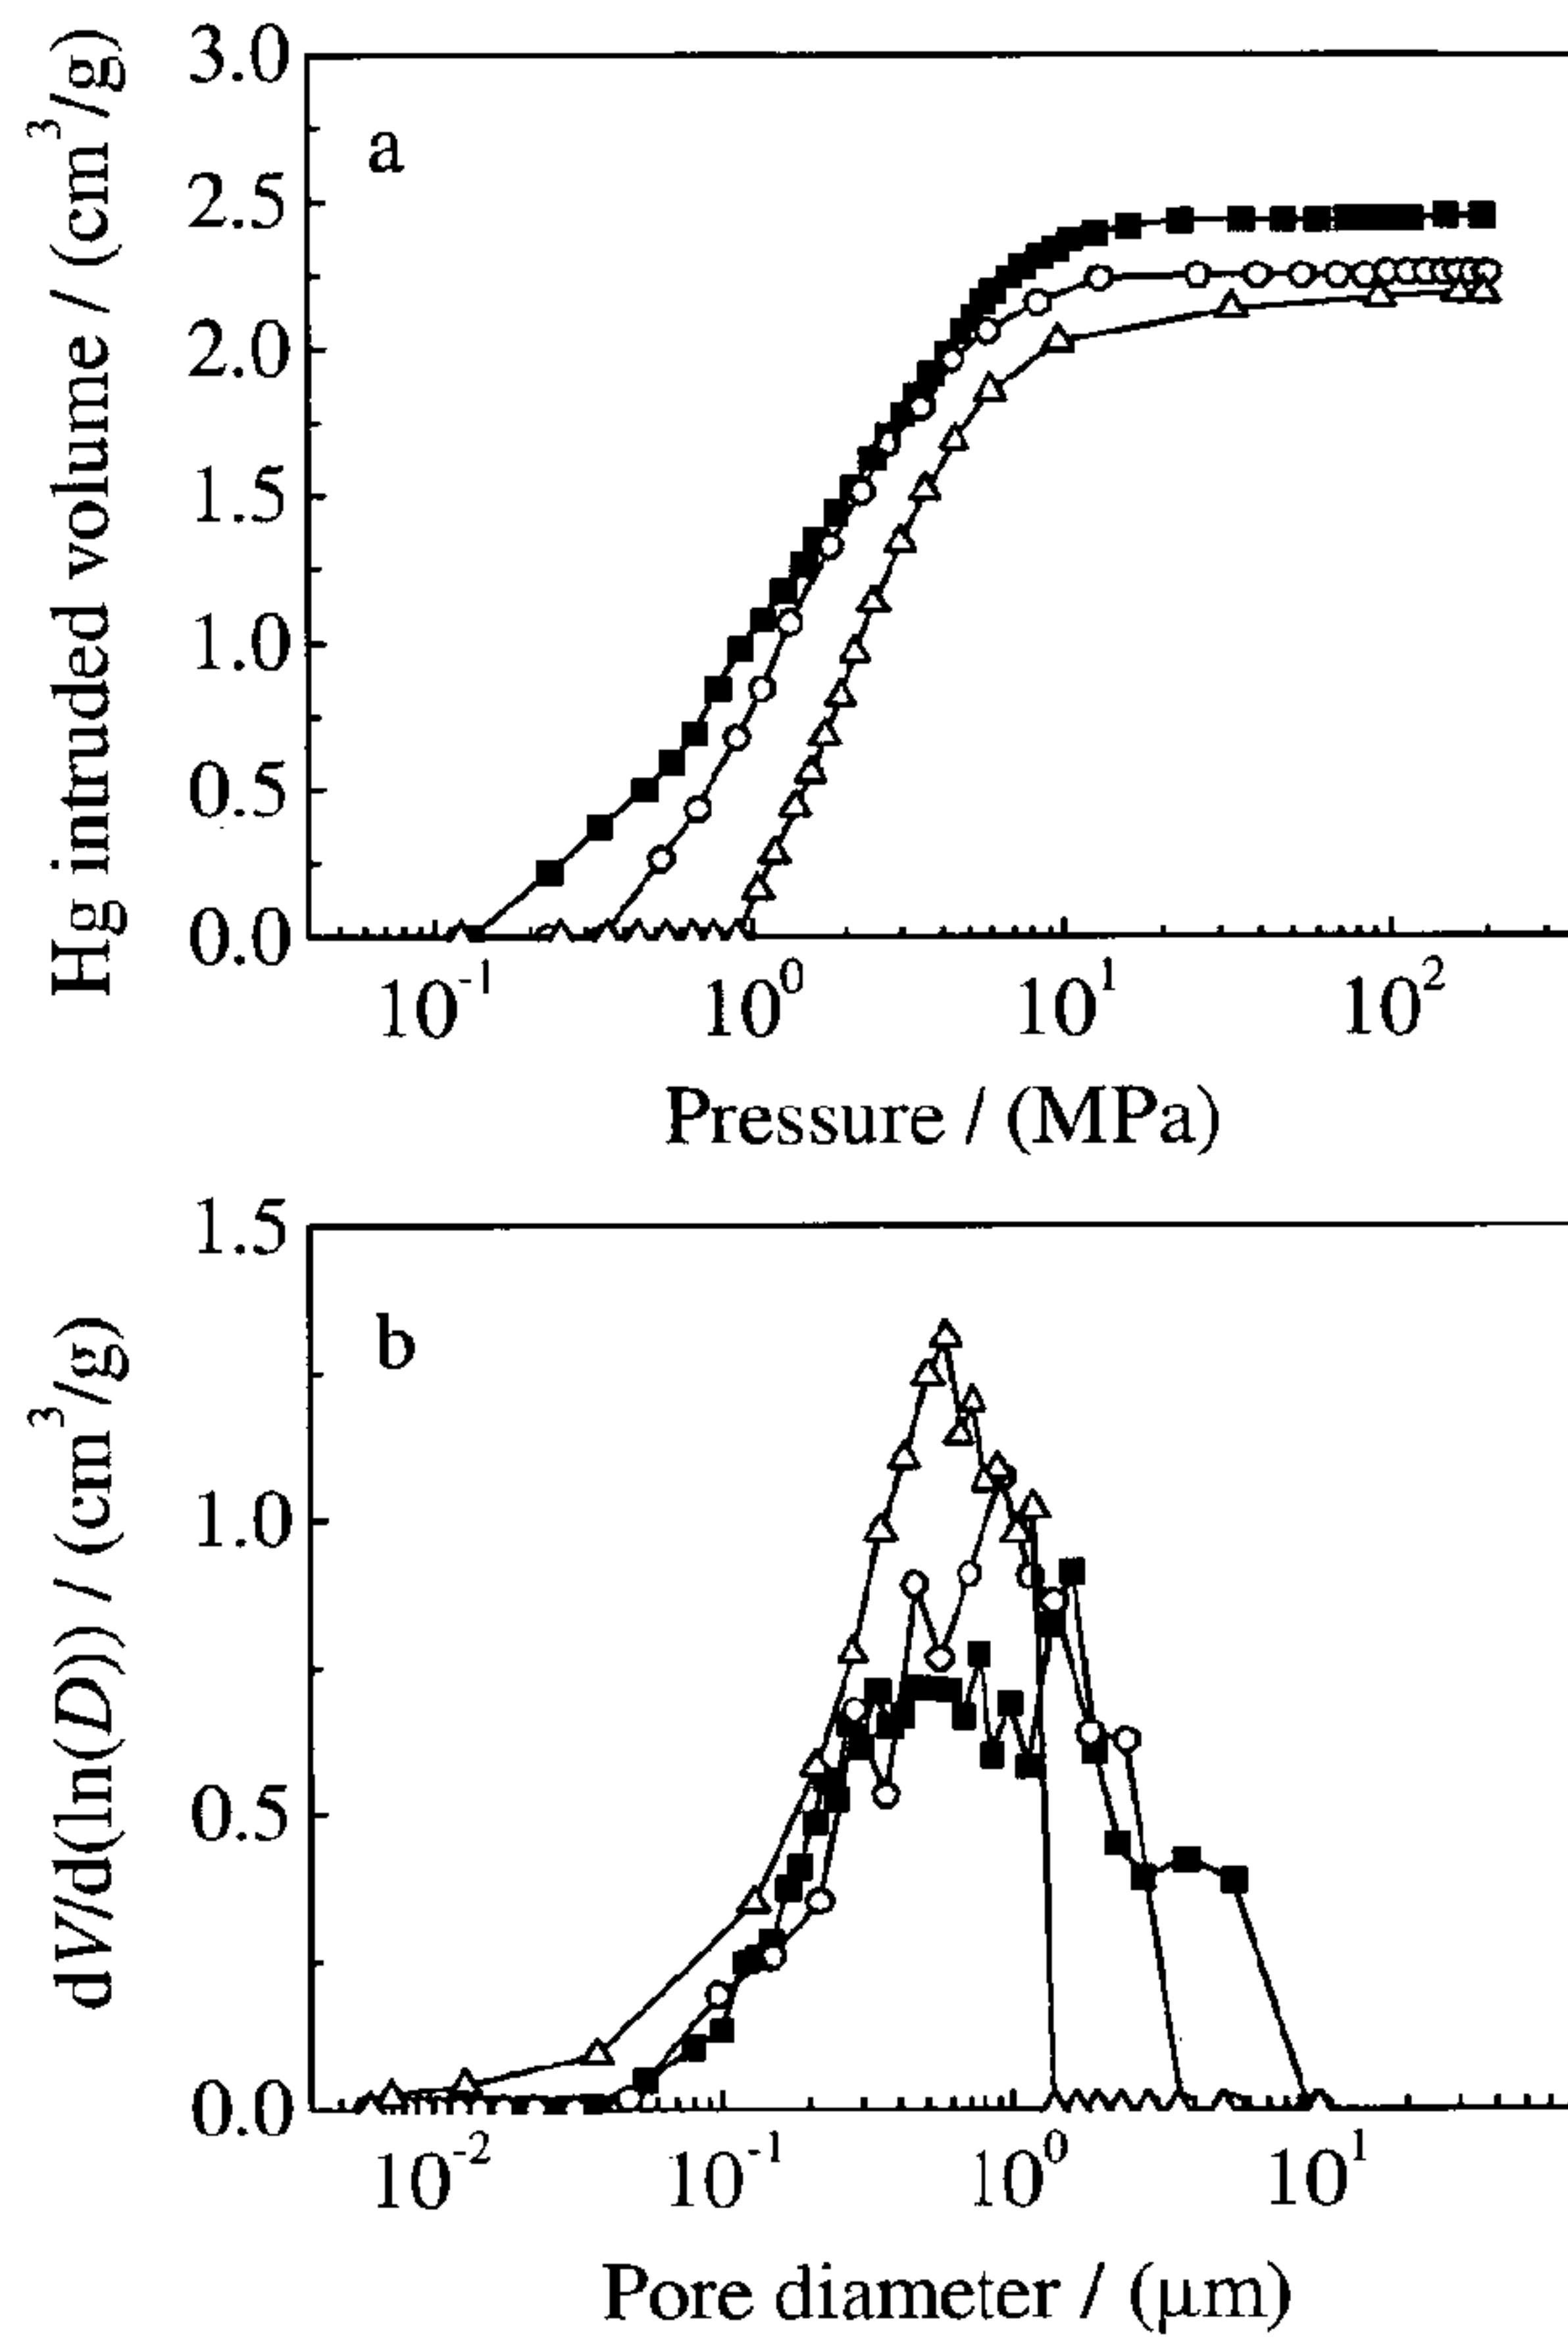 3.0
a
2.5
2.0
1.5
1.0
0.5
0.0
Hg intruded volume / (cm³/g)
10⁻¹ 10⁰ 10¹ 10²
Pressure / (MPa)
1.5
b
1.0
0.5
0.0
dV/d(ln(D)) / (cm³/g)
10⁻² 10⁻¹ 10⁰ 10¹
Pore diameter / (μm)